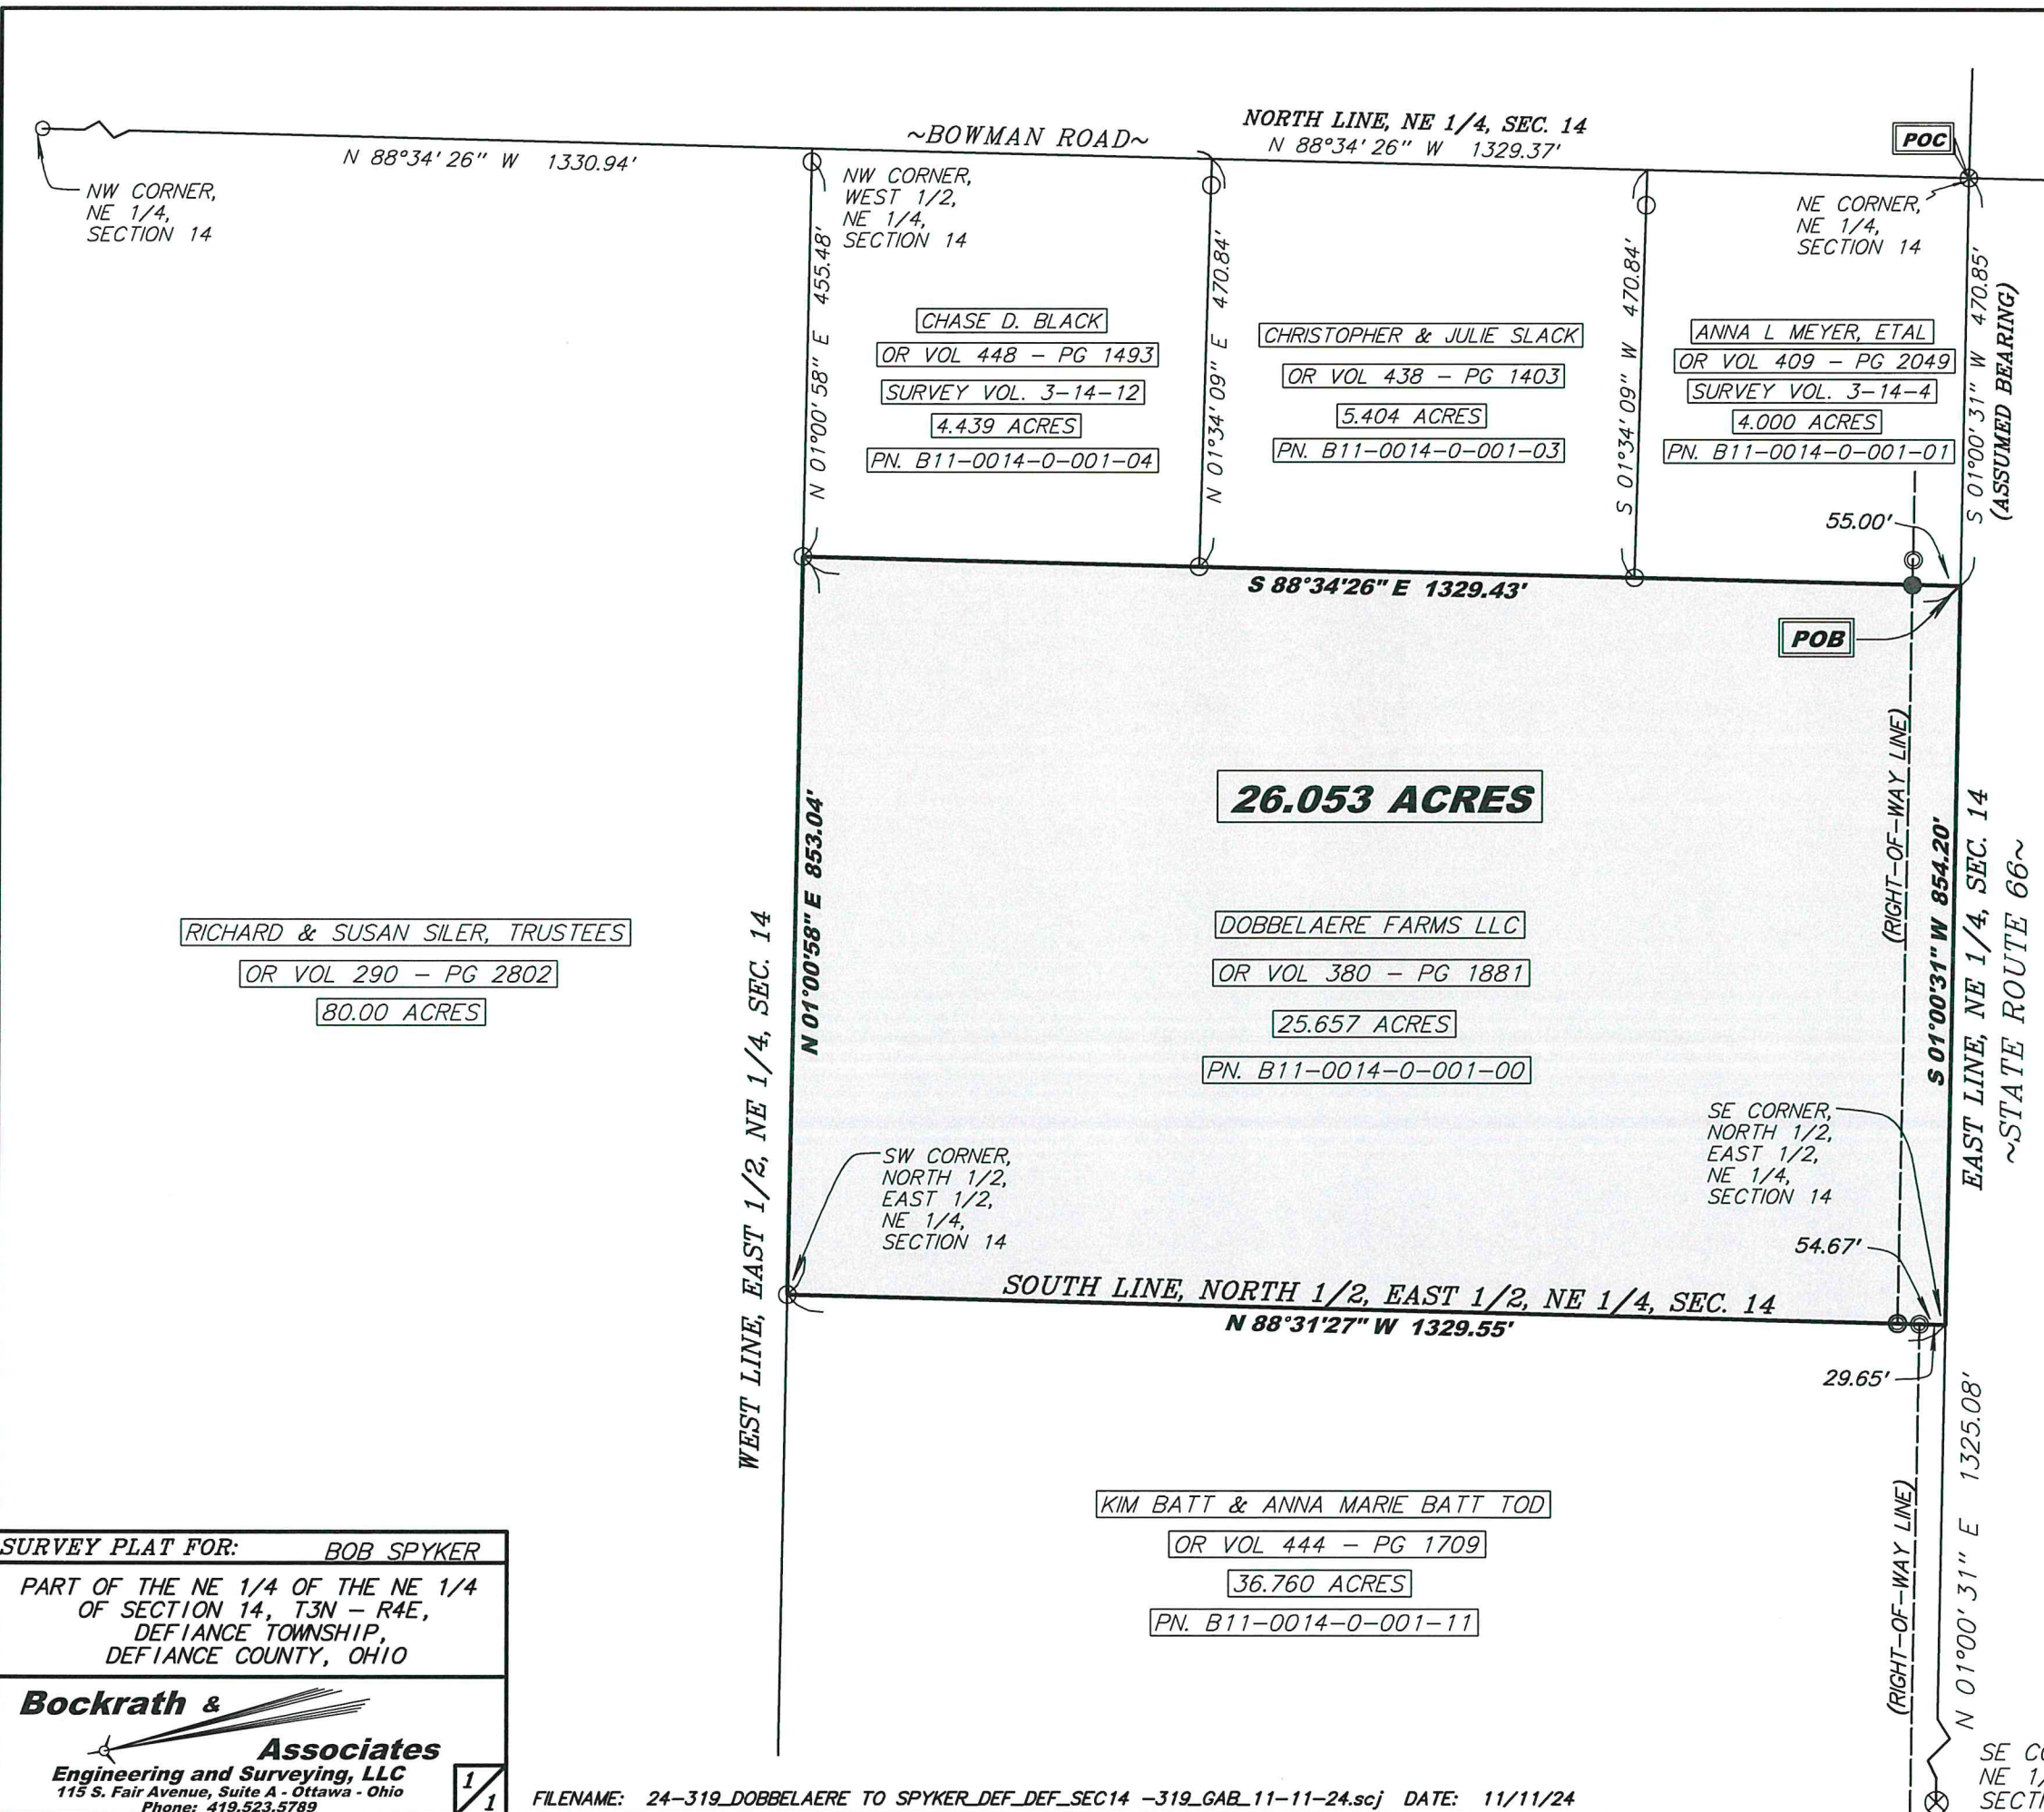 ~BOWMAN ROAD~
NORTH LINE, NE 1/4, SEC. 14
N 88°34'26" W 1329.37'
N 88°34'26" W 1330.94'
POC
NW CORNER,
NE 1/4,
SECTION 14
NW CORNER,
WEST 1/2,
NE 1/4,
SECTION 14
NE CORNER,
NE 1/4,
SECTION 14
N 01°00'58" E 455.48'
N 01°34'09" E 470.84'
S 01°34'09" W 470.84'
S 01°00'31" W 470.85'
(ASSUMED BEARING)
CHASE D. BLACK
OR VOL 448 - PG 1493
SURVEY VOL. 3-14-12
4.439 ACRES
PN. B11-0014-0-001-04
CHRISTOPHER & JULIE SLACK
OR VOL 438 - PG 1403
5.404 ACRES
PN. B11-0014-0-001-03
ANNA L MEYER, ETAL
OR VOL 409 - PG 2049
SURVEY VOL. 3-14-4
4.000 ACRES
PN. B11-0014-0-001-01
55.00'
S 88°34'26" E 1329.43'
POB
(RIGHT-OF-WAY LINE)
26.053 ACRES
N 01°00'58" E 853.04'
S 01°00'31" W 854.20'
EAST LINE, NE 1/4, SEC. 14
~STATE ROUTE 66~
WEST LINE, EAST 1/2, NE 1/4, SEC. 14
RICHARD & SUSAN SILER, TRUSTEES
OR VOL 290 - PG 2802
80.00 ACRES
DOBBELAERE FARMS LLC
OR VOL 380 - PG 1881
25.657 ACRES
PN. B11-0014-0-001-00
SE CORNER,
NORTH 1/2,
EAST 1/2,
NE 1/4,
SECTION 14
SW CORNER,
NORTH 1/2,
EAST 1/2,
NE 1/4,
SECTION 14
54.67'
SOUTH LINE, NORTH 1/2, EAST 1/2, NE 1/4, SEC. 14
N 88°31'27" W 1329.55'
29.65'
N 01°00'31" E 1325.08'
(RIGHT-OF-WAY LINE)
KIM BATT & ANNA MARIE BATT TOD
OR VOL 444 - PG 1709
36.760 ACRES
PN. B11-0014-0-001-11
SURVEY PLAT FOR: BOB SPYKER
PART OF THE NE 1/4 OF THE NE 1/4
OF SECTION 14, T3N - R4E,
DEFIANCE TOWNSHIP,
DEFIANCE COUNTY, OHIO
Bockrath &
Associates
Engineering and Surveying, LLC
115 S. Fair Avenue, Suite A - Ottawa - Ohio
Phone: 419.523.5789
1/1
FILENAME: 24-319_DOBBELAERE TO SPYKER_DEF_DEF_SEC14 -319_GAB_11-11-24.scj DATE: 11/11/24
SE
NE